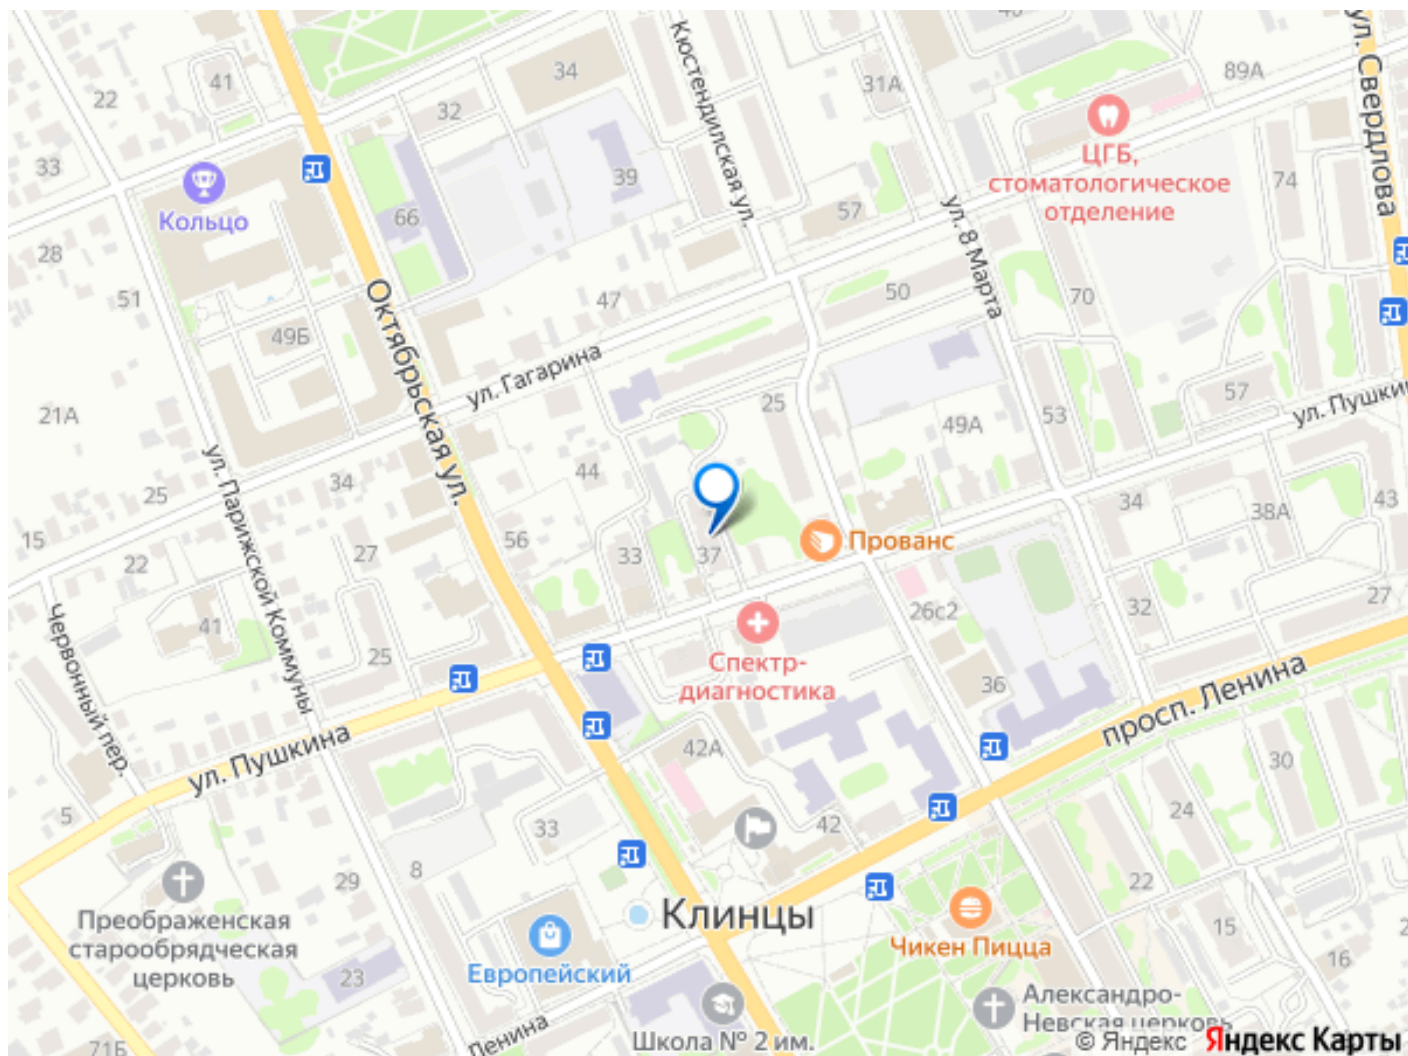 40
ул. Свердлова
Кюстендилская ул.
41
34
22
32
31А
89А
33
39
ЦГБ,
стоматологическое
отделение
74
Кольцо
66
57
ул. 8 Марта
28
51
Октябрьская ул.
47
50
70
49Б
ул. Гагарина
25
57
ул. Пушки
21А
49А
53
ул. Парижской Коммуны
44
25
34
34
43
38А
15
56
37
Прованс
33
27
22
Червонный пер.
41
26с2
32
27
25
Спектр-
диагностика
36
просп. Ленина
ул. Пушкина
42А
30
5
33
42
24
8
29
22
Преображенская
старообрядческая
церковь
Клинцы
Чикен Пицца
15
Европейский
23
16
2
Александро-
Невская церковь
Ленина
Школа № 2 им.
71Б
© Яндекс Яндекс Карты